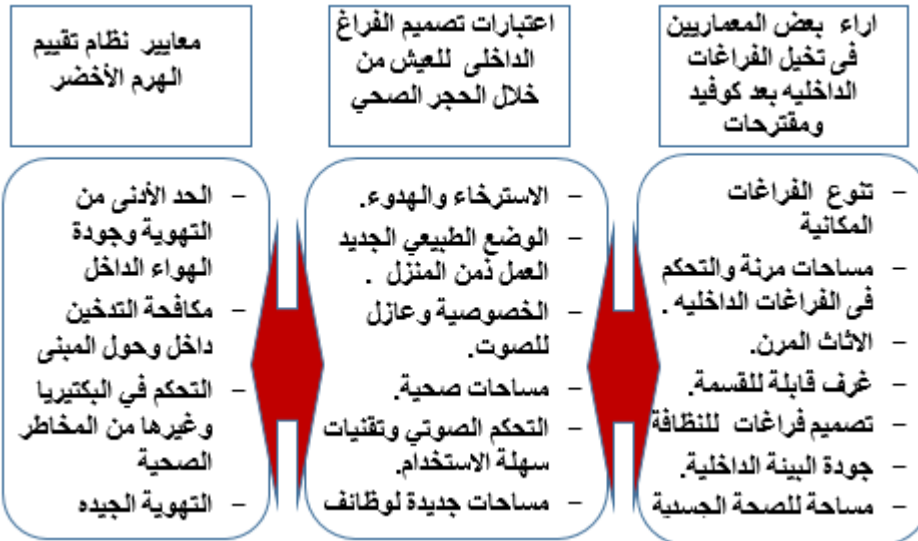 اراء بعض المعماريين
فى تخيل الفراغات
الداخليه بعد كوفيد
ومقترحات
- تنوع الفراغات
المكانية
- مساحات مرنة والتحكم
فى الفراغات الداخليه .
- الاثاث المرن.
- غرف قابلة للقسمة.
- تصميم فراغات للنظافة
- جودة البيئة الداخلية.
- مساحة للصحة الجسدية
اعتبارات تصميم الفراغ
الداخلى للعيش من
خلال الحجر الصحي
- الاسترخاء والهدوء.
- الوضع الطبيعي الجديد
العمل ذمن المنزل .
- الخصوصية وعازل
للصوت.
- مساحات صحية.
- التحكم الصوتي وتقنيات
سهلة الاستخدام.
- مساحات جديدة لوظائف
معايير نظام تقييم
الهرم الأخضر
- الحد الأدنى من
التهوية وجودة
الهواء الداخل
- مكافحة التدخين
داخل وحول المبنى
- التحكم في البكتيريا
وغيرها من المخاطر
الصحية
- التهوية الجيده